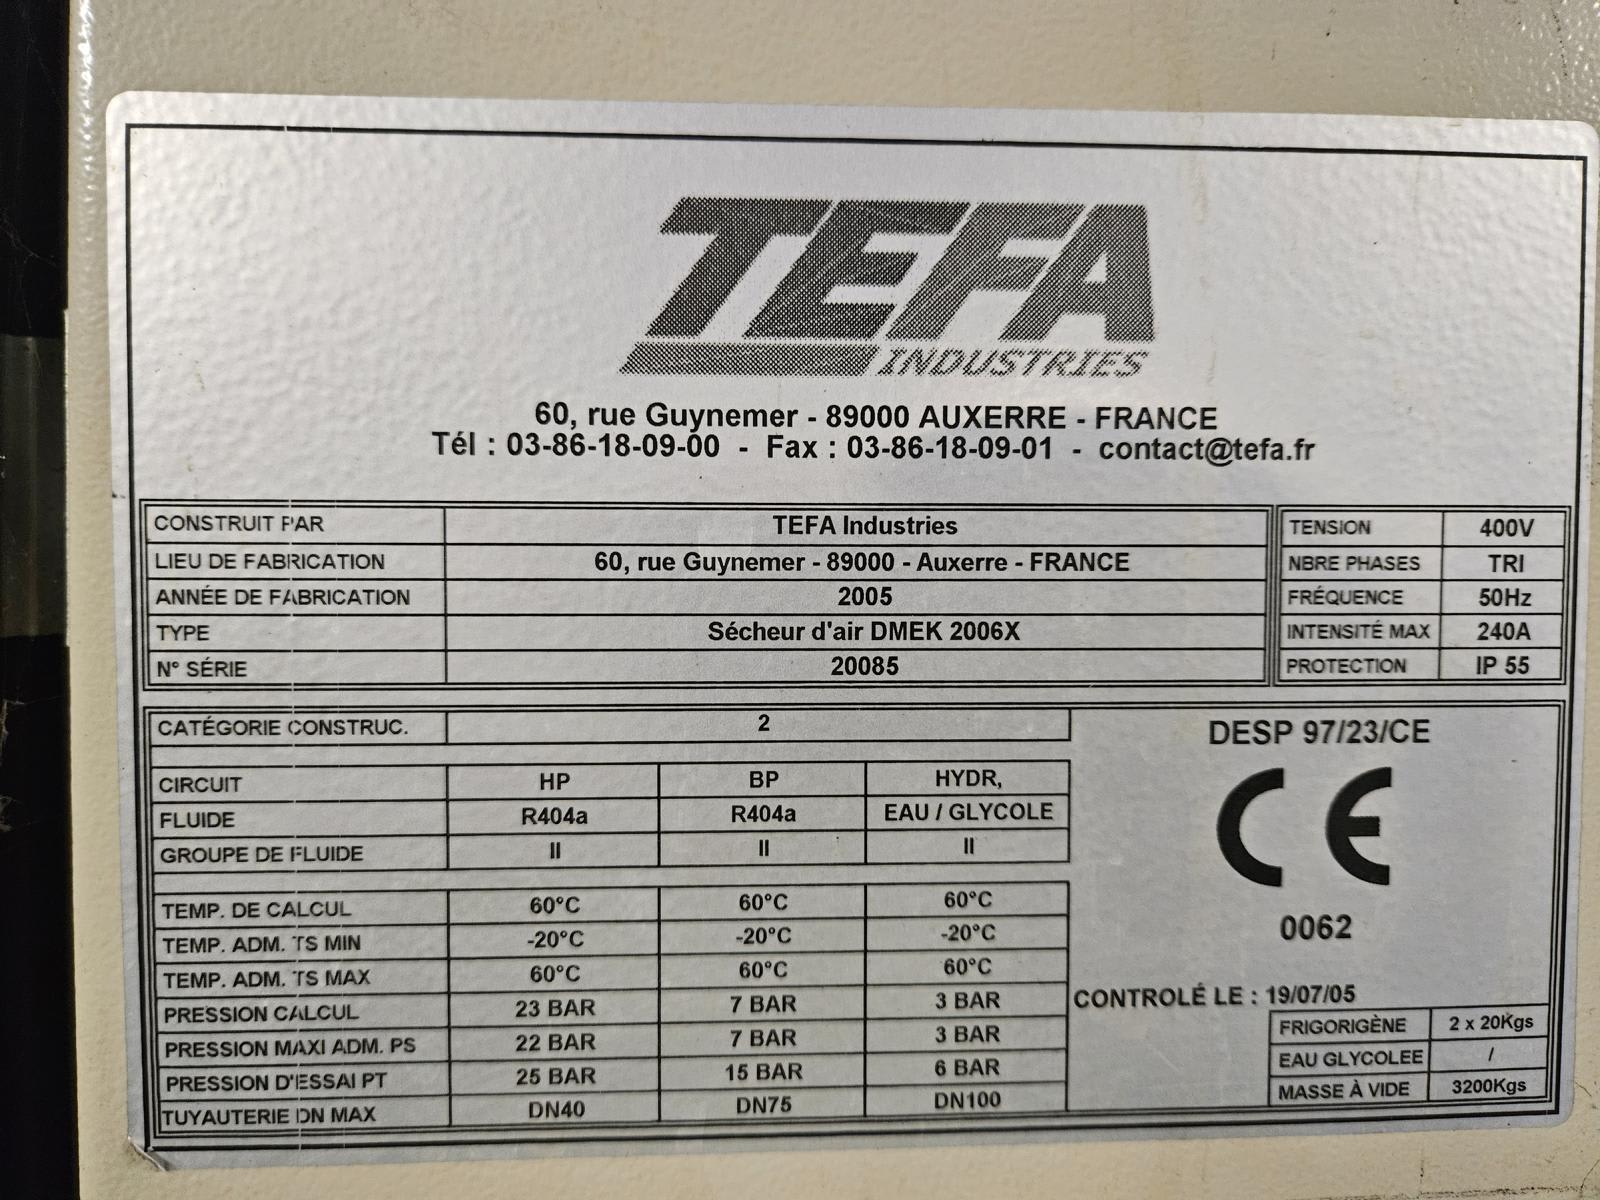 TEFA
INDUSTRIES
60, rue Guynemer - 89000 AUXERRE - FRANCE
Tél : 03-86-18-09-00 - Fax : 03-86-18-09-01 - contact@tefa.fr
CONSTRUIT PAR TEFA Industries
LIEU DE FABRICATION 60, rue Guynemer - 89000 - Auxerre - FRANCE
ANNÉE DE FABRICATION 2005
TYPE Sécheur d'air DMEK 2006X
N° SÉRIE 20085
TENSION 400V
NBRE PHASES TRI
FRÉQUENCE 50Hz
INTENSITÉ MAX 240A
PROTECTION IP 55
CATÉGORIE CONSTRUC. 2
CIRCUIT HP BP HYDR,
FLUIDE R404a R404a EAU / GLYCOLE
GROUPE DE FLUIDE II II II
TEMP. DE CALCUL 60°C 60°C 60°C
TEMP. ADM. TS MIN -20°C -20°C -20°C
TEMP. ADM. TS MAX 60°C 60°C 60°C
PRESSION CALCUL 23 BAR 7 BAR 3 BAR
PRESSION MAXI ADM. PS 22 BAR 7 BAR 3 BAR
PRESSION D'ESSAI PT 25 BAR 15 BAR 6 BAR
TUYAUTERIE DN MAX DN40 DN75 DN100
DESP 97/23/CE
CE
0062
CONTROLÉ LE : 19/07/05
FRIGORIGÈNE 2 x 20Kgs
EAU GLYCOLEE /
MASSE À VIDE 3200Kgs